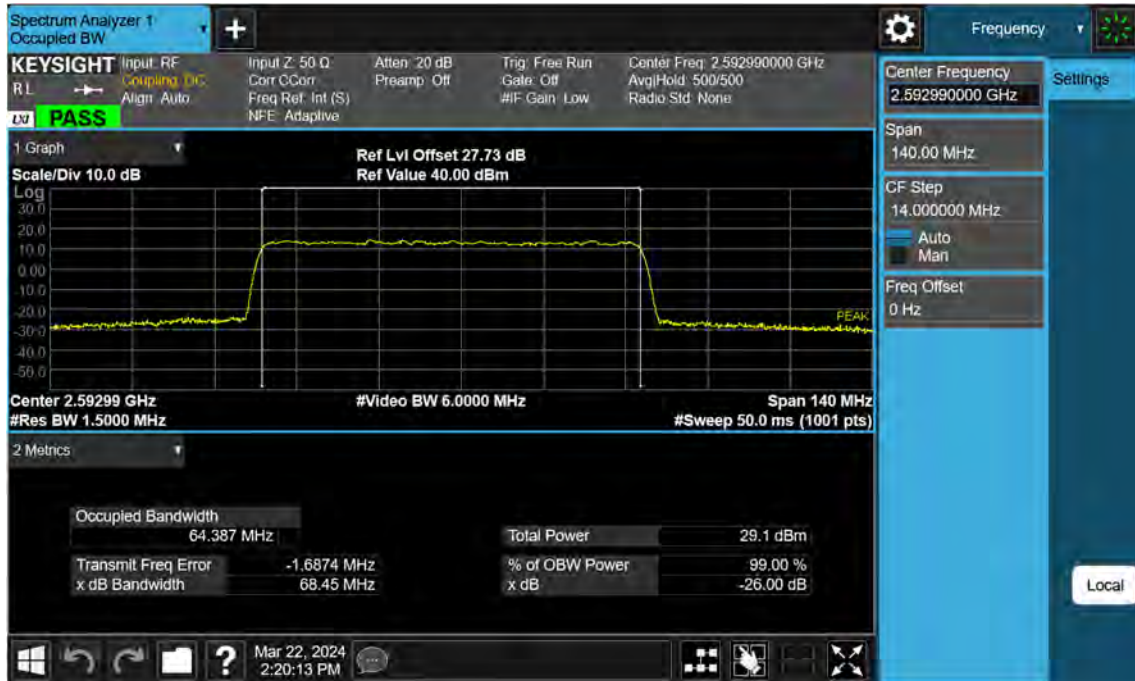 Spectrum Analyzer 1
Occupied BW
+
Frequency
KEYSIGHT
RL
LXI PASS
Input: RF
Coupling: DC
Align: Auto
Input Z: 50 Ω
Corr CCorr
Freq Ref: Int (S)
NFE: Adaptive
Atten: 20 dB
Preamp: Off
Trig: Free Run
Gate: Off
#IF Gain: Low
Center Freq: 2.592990000 GHz
Avg|Hold: 500/500
Radio Std: None
1 Graph
Scale/Div 10.0 dB
Ref Lvl Offset 27.73 dB
Ref Value 40.00 dBm
Log
30.0
20.0
10.0
0.00
-10.0
-20.0
-30.0
-40.0
-50.0
PEAK
Center 2.59299 GHz
#Video BW 6.0000 MHz
Span 140 MHz
#Res BW 1.5000 MHz
#Sweep 50.0 ms (1001 pts)
2 Metrics
Occupied Bandwidth
64.387 MHz
Total Power 29.1 dBm
Transmit Freq Error -1.6874 MHz
% of OBW Power 99.00 %
x dB Bandwidth 68.45 MHz
x dB -26.00 dB
?
Mar 22, 2024
2:20:13 PM
Center Frequency
2.592990000 GHz
Settings
Span
140.00 MHz
CF Step
14.000000 MHz
Auto
Man
Freq Offset
0 Hz
Local